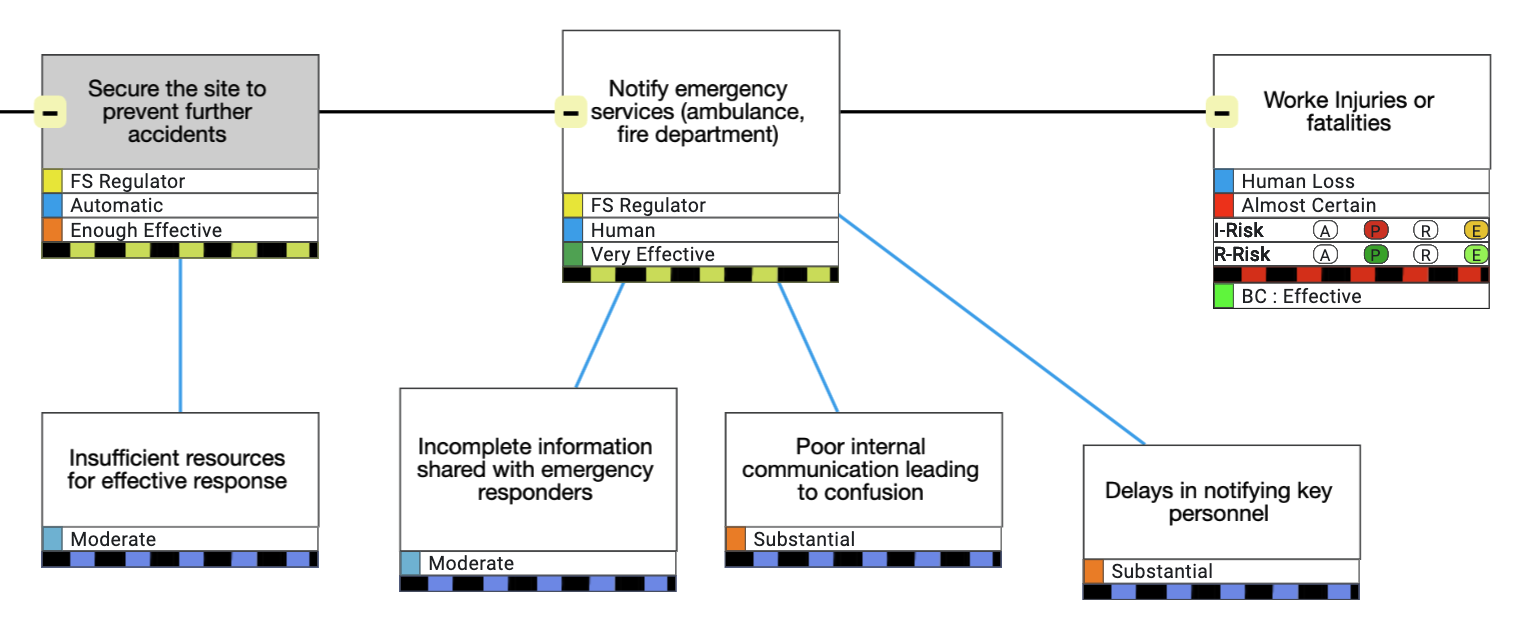 Secure the site to
prevent further
accidents
FS Regulator
Automatic
Enough Effective
Notify emergency
services (ambulance,
fire department)
FS Regulator
Human
Very Effective
Worke Injuries or
fatalities
Human Loss
Almost Certain
I-Risk A P R E
R-Risk A P R E
BC : Effective
Insufficient resources
for effective response
Moderate
Incomplete information
shared with emergency
responders
Moderate
Poor internal
communication leading
to confusion
Substantial
Delays in notifying key
personnel
Substantial